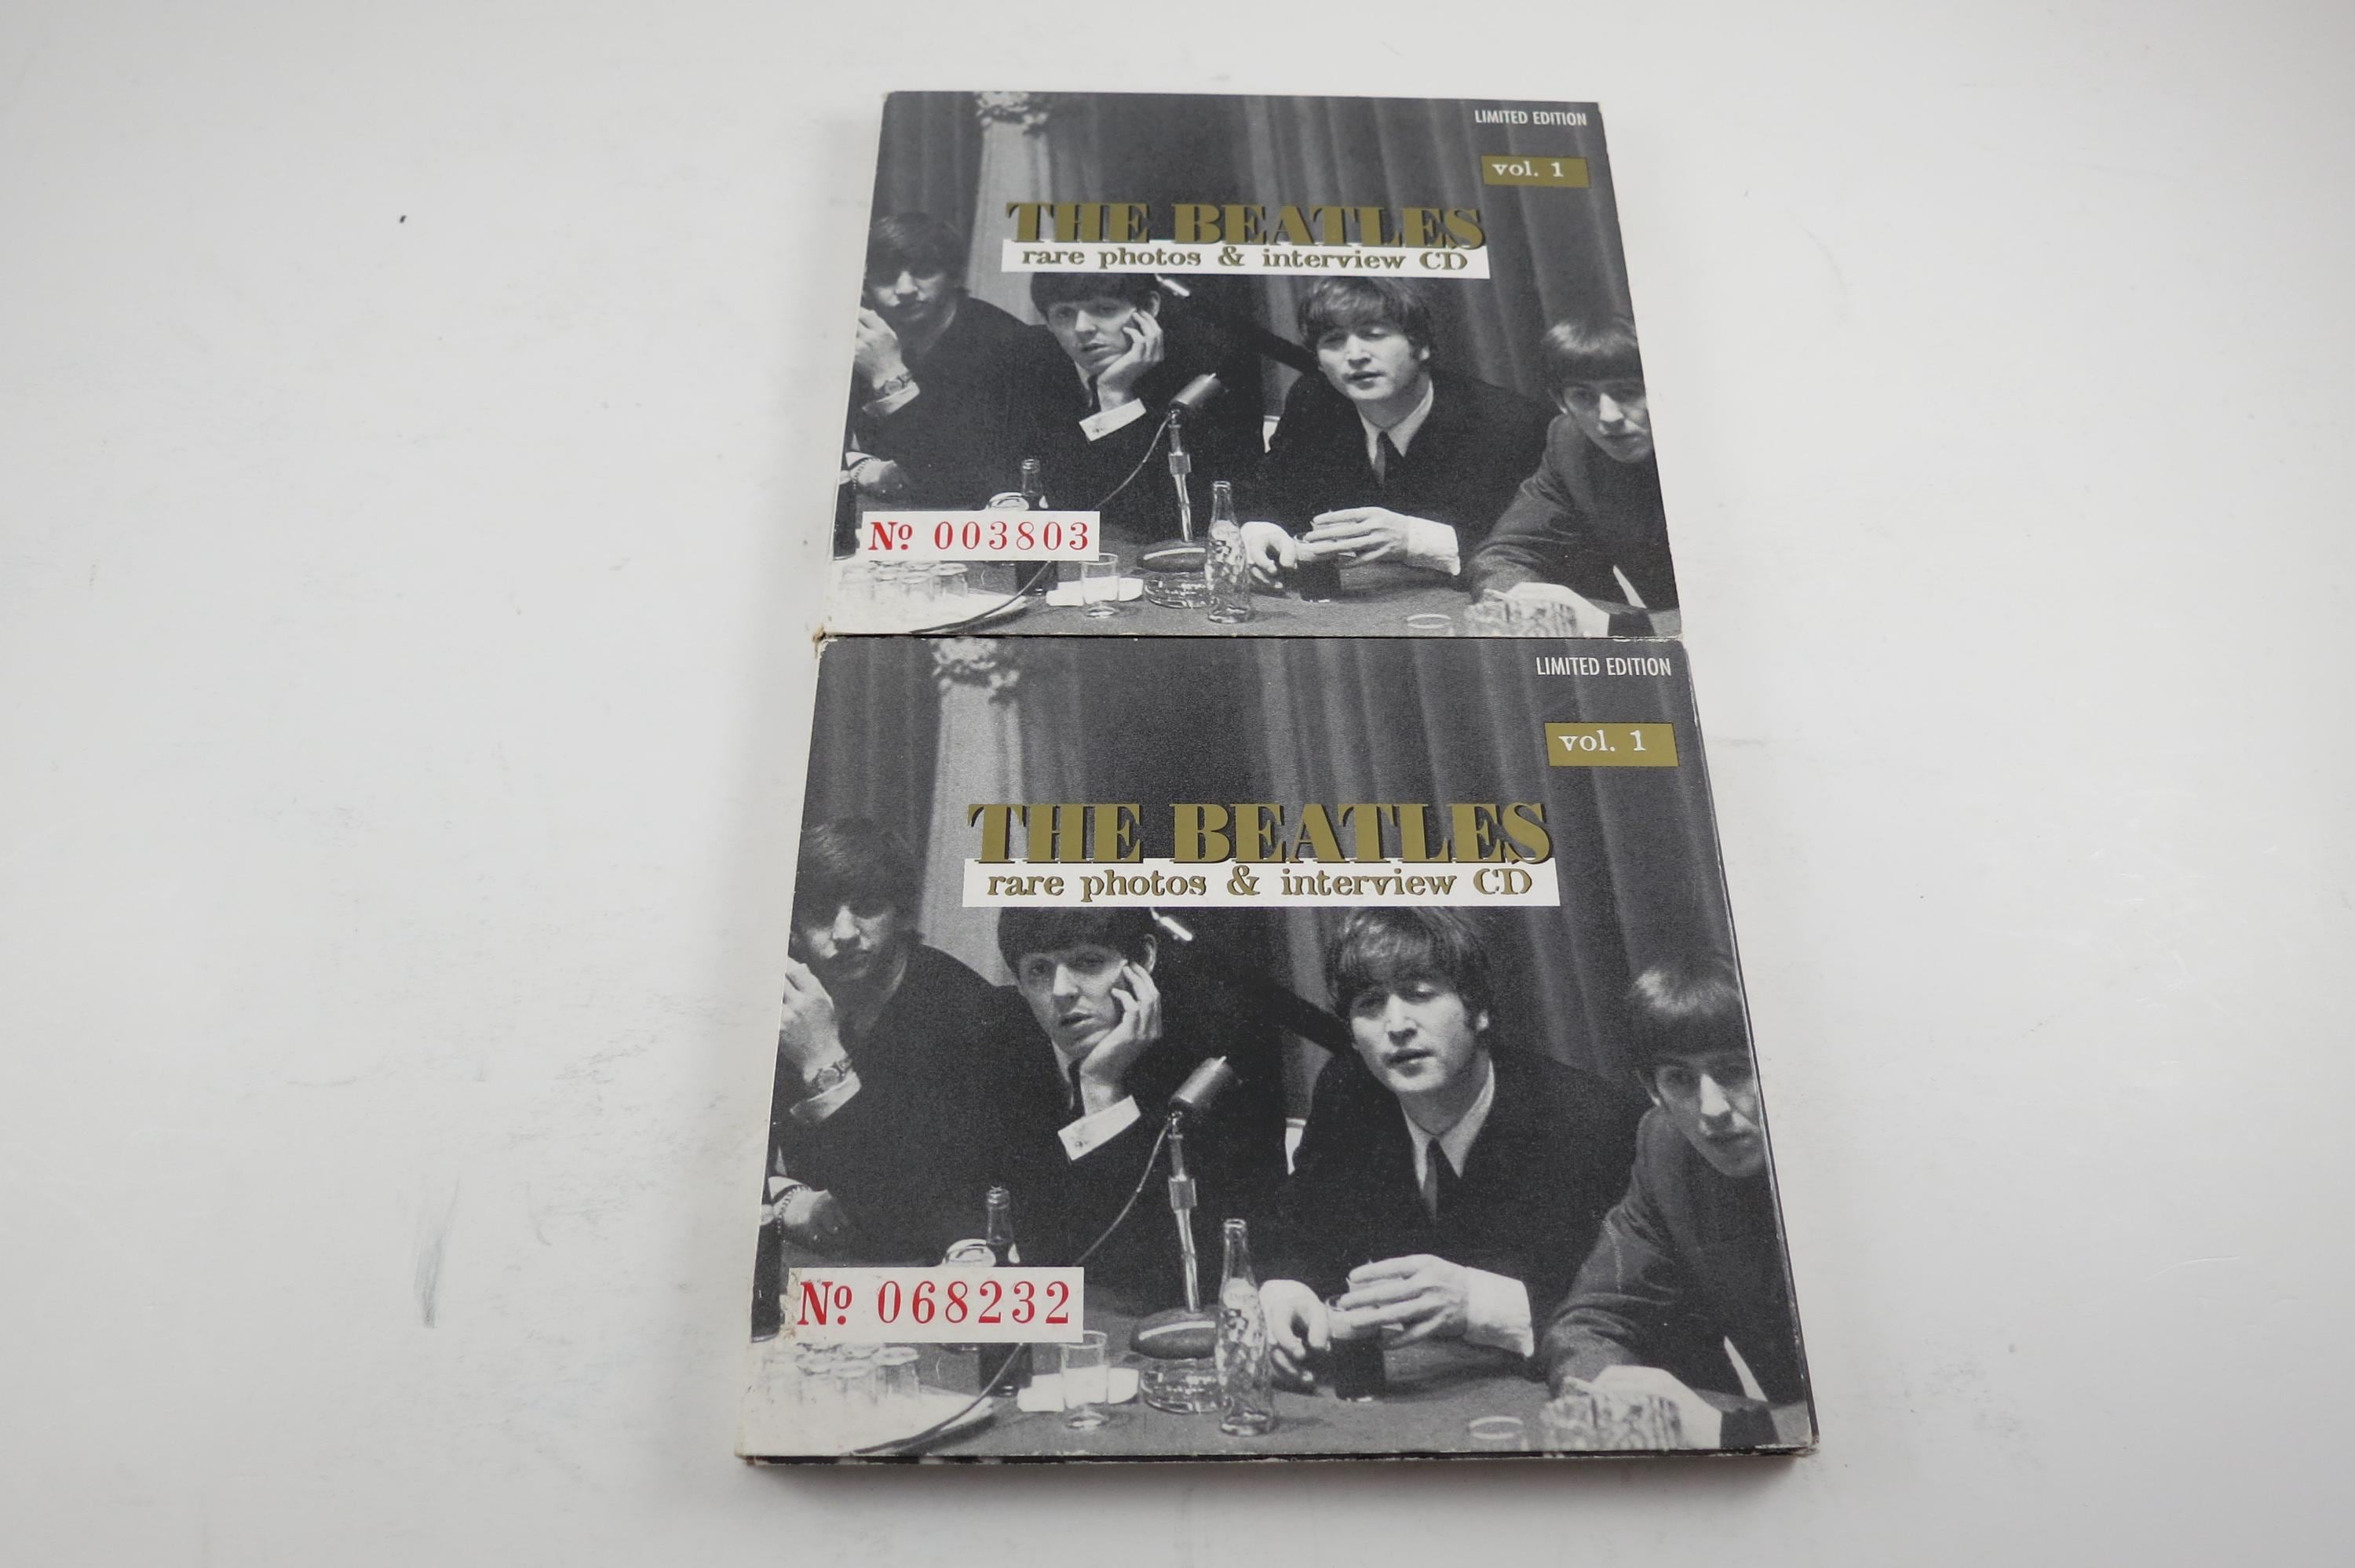 LIMITED EDITION
vol. 1
THE BEATLES
rare photos & interview CD
Nº 003803
LIMITED EDITION
vol. 1
THE BEATLES
rare photos & interview CD
Nº 068232